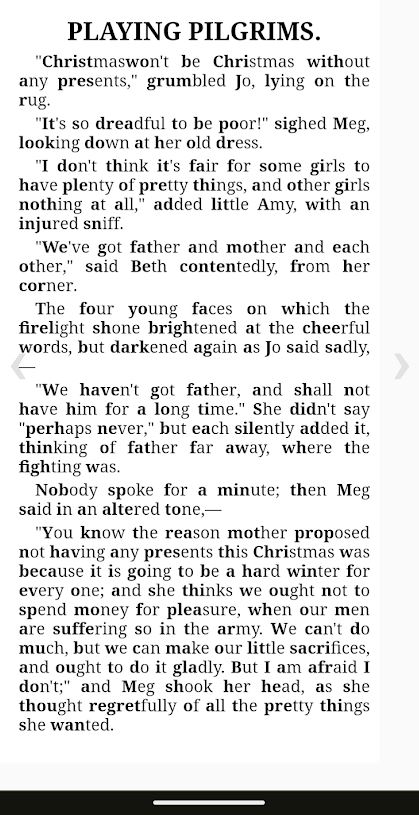 PLAYING PILGRIMS.
"Christmaswon't be Christmas without
any presents," grumbled Jo, lying on the
rug.
"It's so dreadful to be poor!" sighed Meg,
looking down at her old dress.
"I don't think it's fair for some girls to
have plenty of pretty things, and other girls
nothing at all," added little Amy, with an
injured sniff.
"We've got father and mother and each
other," said Beth contentedly, from her
corner.
The four young faces on which the
firelight shone brightened at the cheerful
words, but darkened again as Jo said sadly,
—
"We haven't got father, and shall not
have him for a long time." She didn't say
"perhaps never," but each silently added it,
thinking of father far away, where the
fighting was.
Nobody spoke for a minute; then Meg
said in an altered tone,—
"You know the reason mother proposed
not having any presents this Christmas was
because it is going to be a hard winter for
every one; and she thinks we ought not to
spend money for pleasure, when our men
are suffering so in the army. We can't do
much, but we can make our little sacrifices,
and ought to do it gladly. But I am afraid I
don't;" and Meg shook her head, as she
thought regretfully of all the pretty things
she wanted.